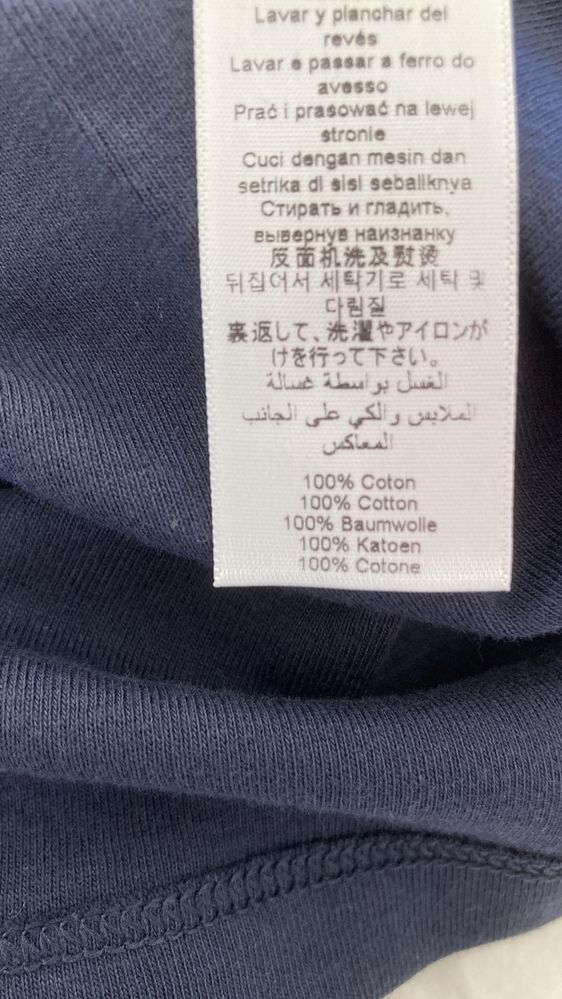 Lavar y planchar del
revés
Lavar e passar a ferro do
avesso
Prać i prasować na lewej
stronie
Cuci dengan mesin dan
setrika di sisi sebaliknya
Стирать и гладить,
вывернув наизнанку
反面机洗及熨烫
뒤집어서 세탁기로 세탁 및
다림질
裏返して、洗濯やアイロンが
けを行って下さい。
الغسل بواسطة غسالة
الملابس والكي على الجانب
المعاكس
100% Coton
100% Cotton
100% Baumwolle
100% Katoen
100% Cotone